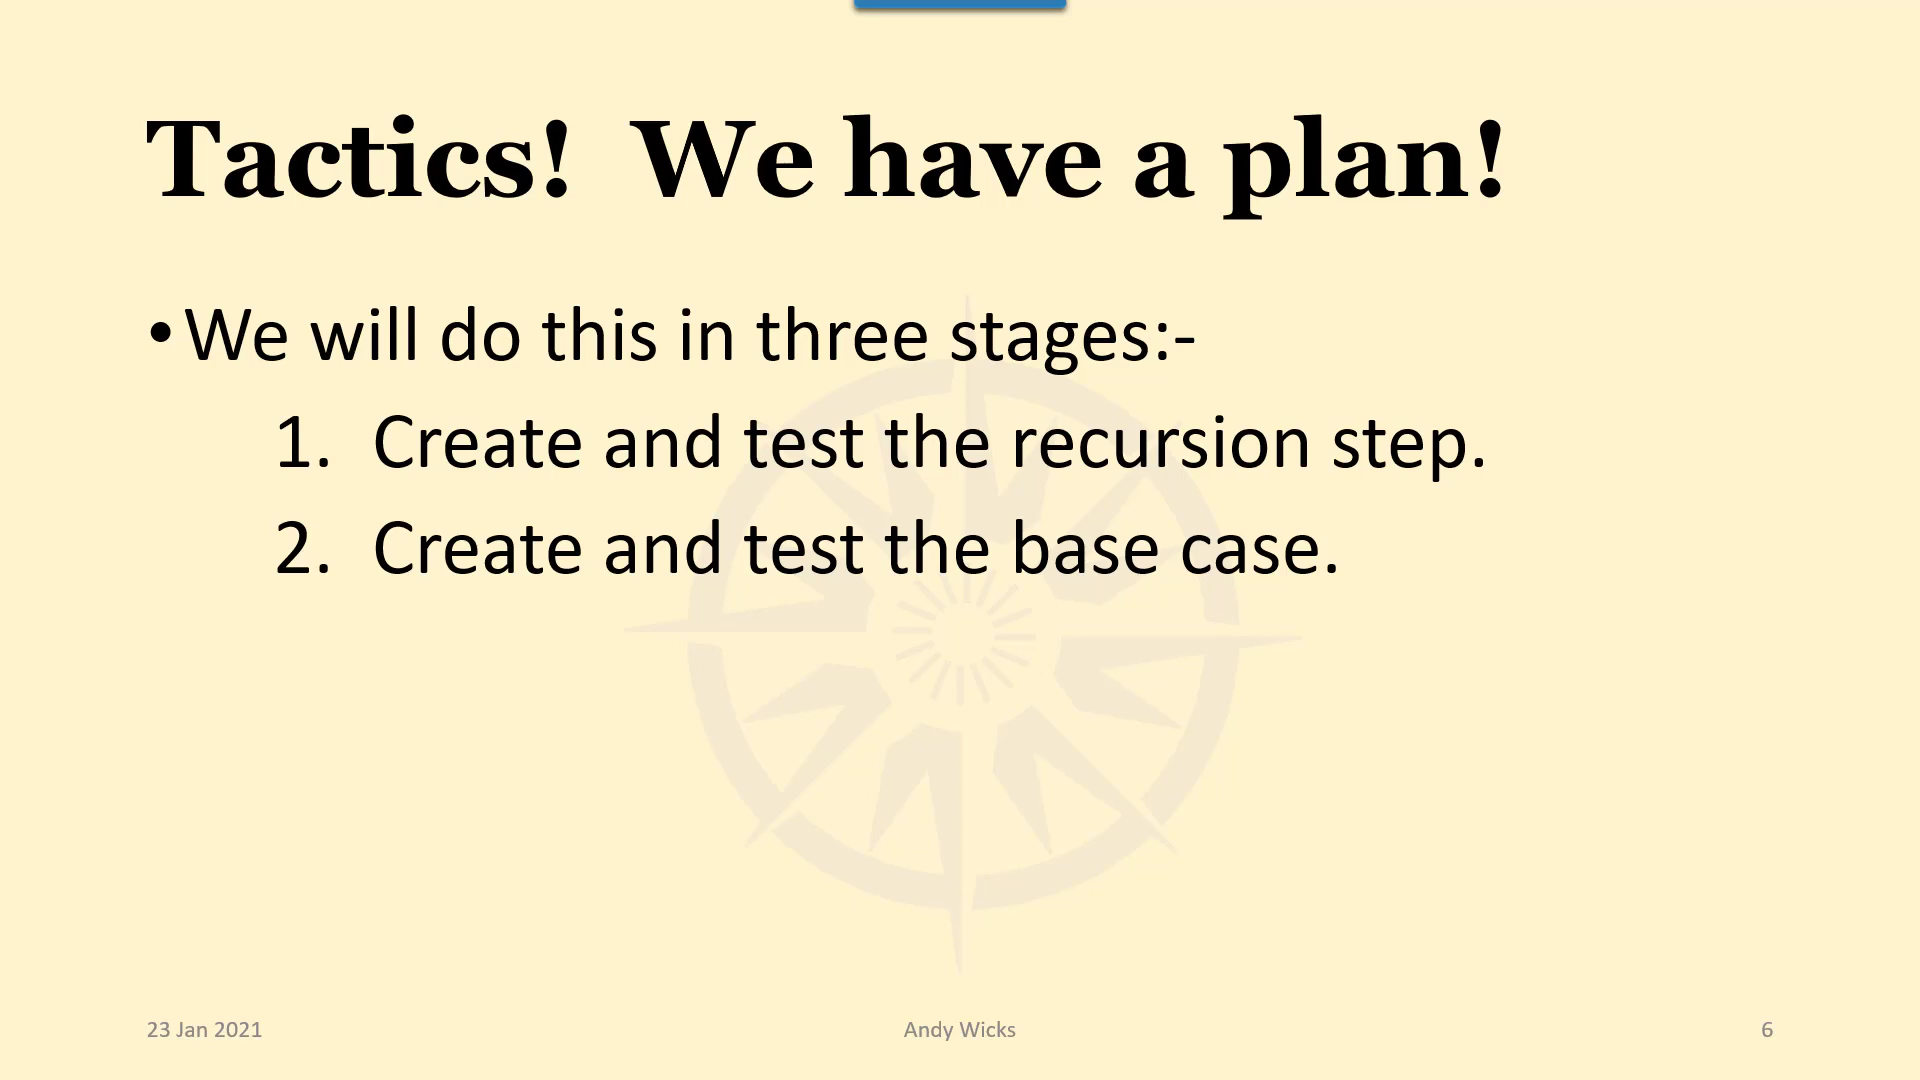 Tactics!  We have a plan!
•We will do this in three stages:-
1. Create and test the recursion step.
2. Create and test the base case.
23 Jan 2021
Andy Wicks
6